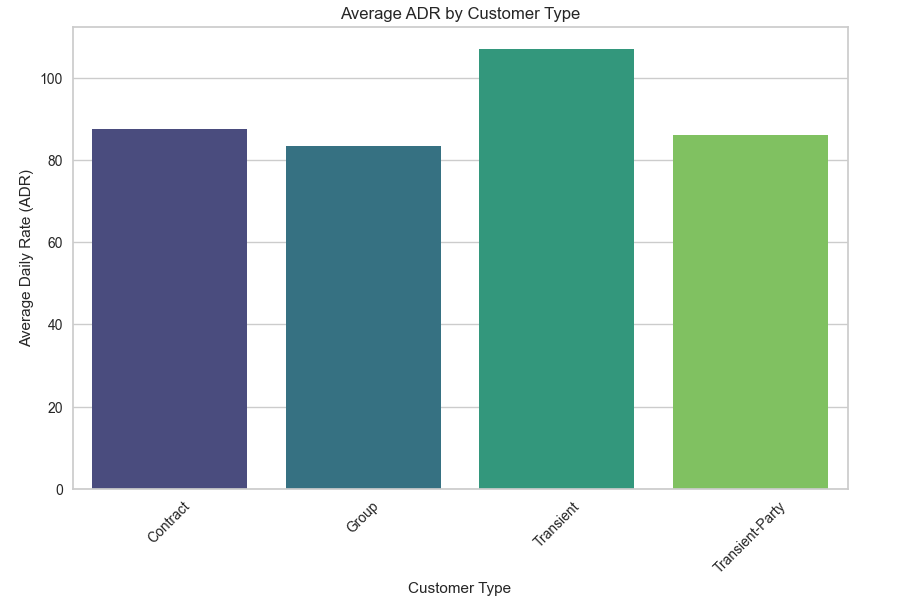 Average ADR by Customer Type
Average Daily Rate (ADR)
100
80
60
40
20
0
Contract
Group
Transient
Transient-Party
Customer Type